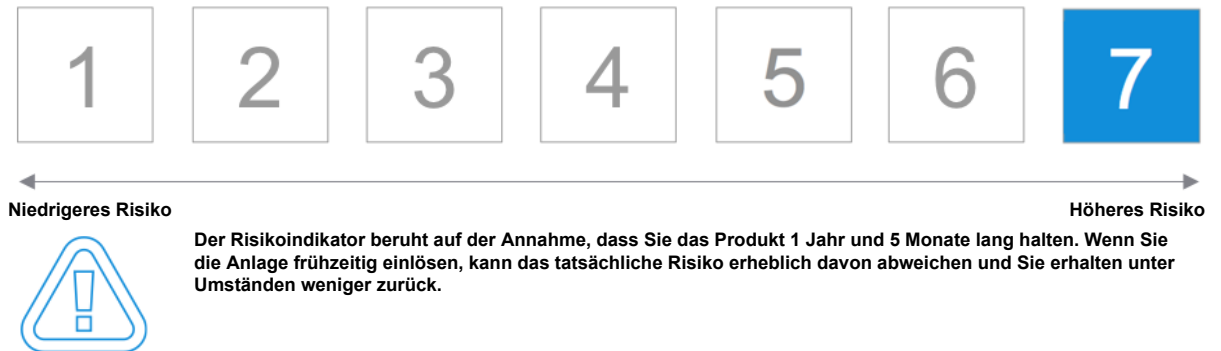 1 2 3 4 5 6 7
Niedrigeres Risiko Höheres Risiko
Der Risikoindikator beruht auf der Annahme, dass Sie das Produkt 1 Jahr und 5 Monate lang halten. Wenn Sie
die Anlage frühzeitig einlösen, kann das tatsächliche Risiko erheblich davon abweichen und Sie erhalten unter
Umständen weniger zurück.